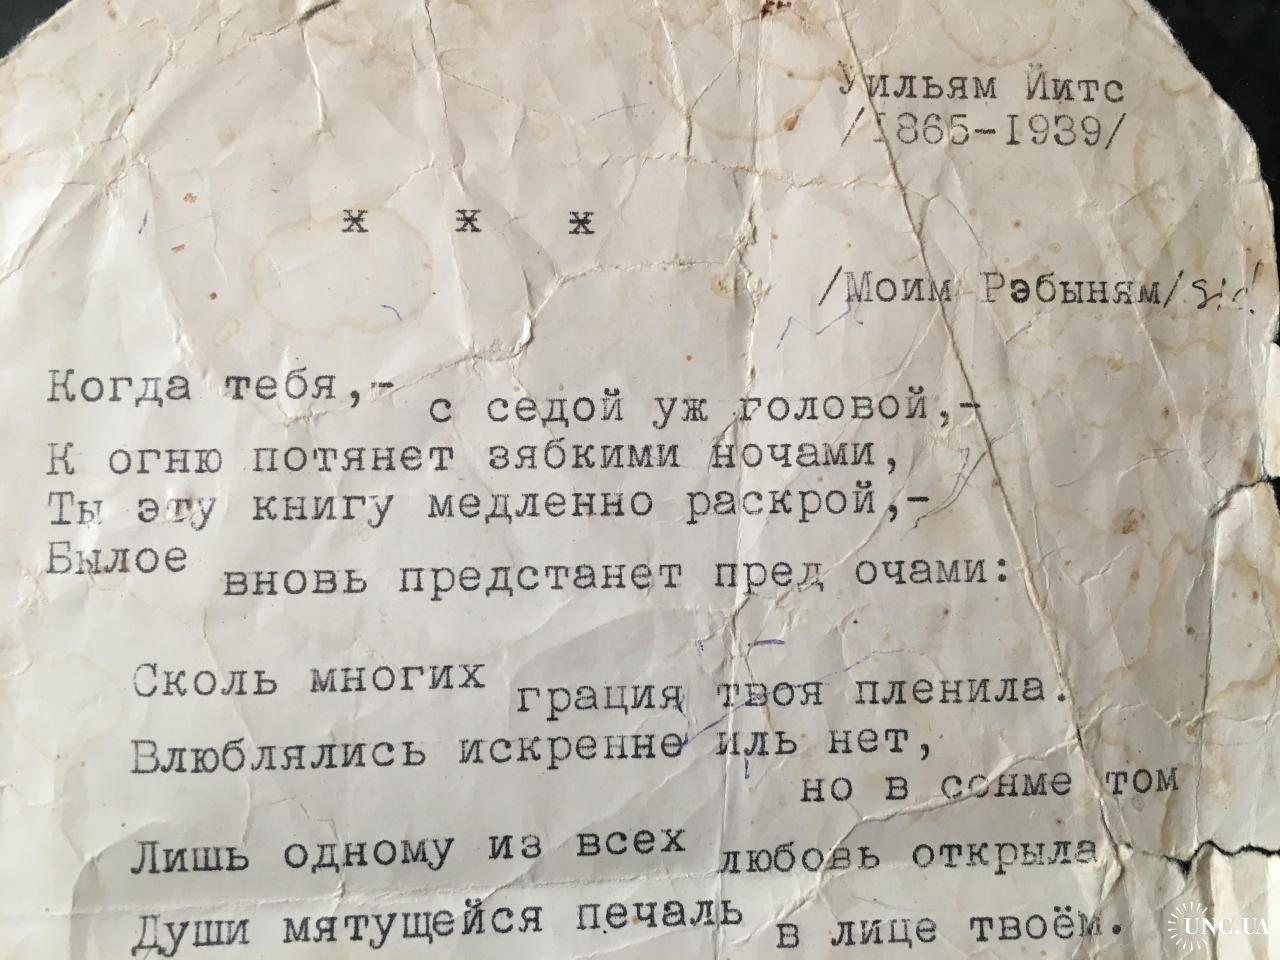 Уильям Йитс
/1865-1939/
х х х
/Моим Рэбыням/ sic!
Когда тебя,- с седой уж головой,-
К огню потянет зябкими ночами,
Ты эту книгу медленно раскрой,-
Былое вновь предстанет пред очами:
Сколь многих грация твоя пленила.
Влюблялись искренне иль нет,
но в сонме том
Лишь одному из всех любовь открыла
Души мятущейся печаль в лице твоём.
UNC.UA